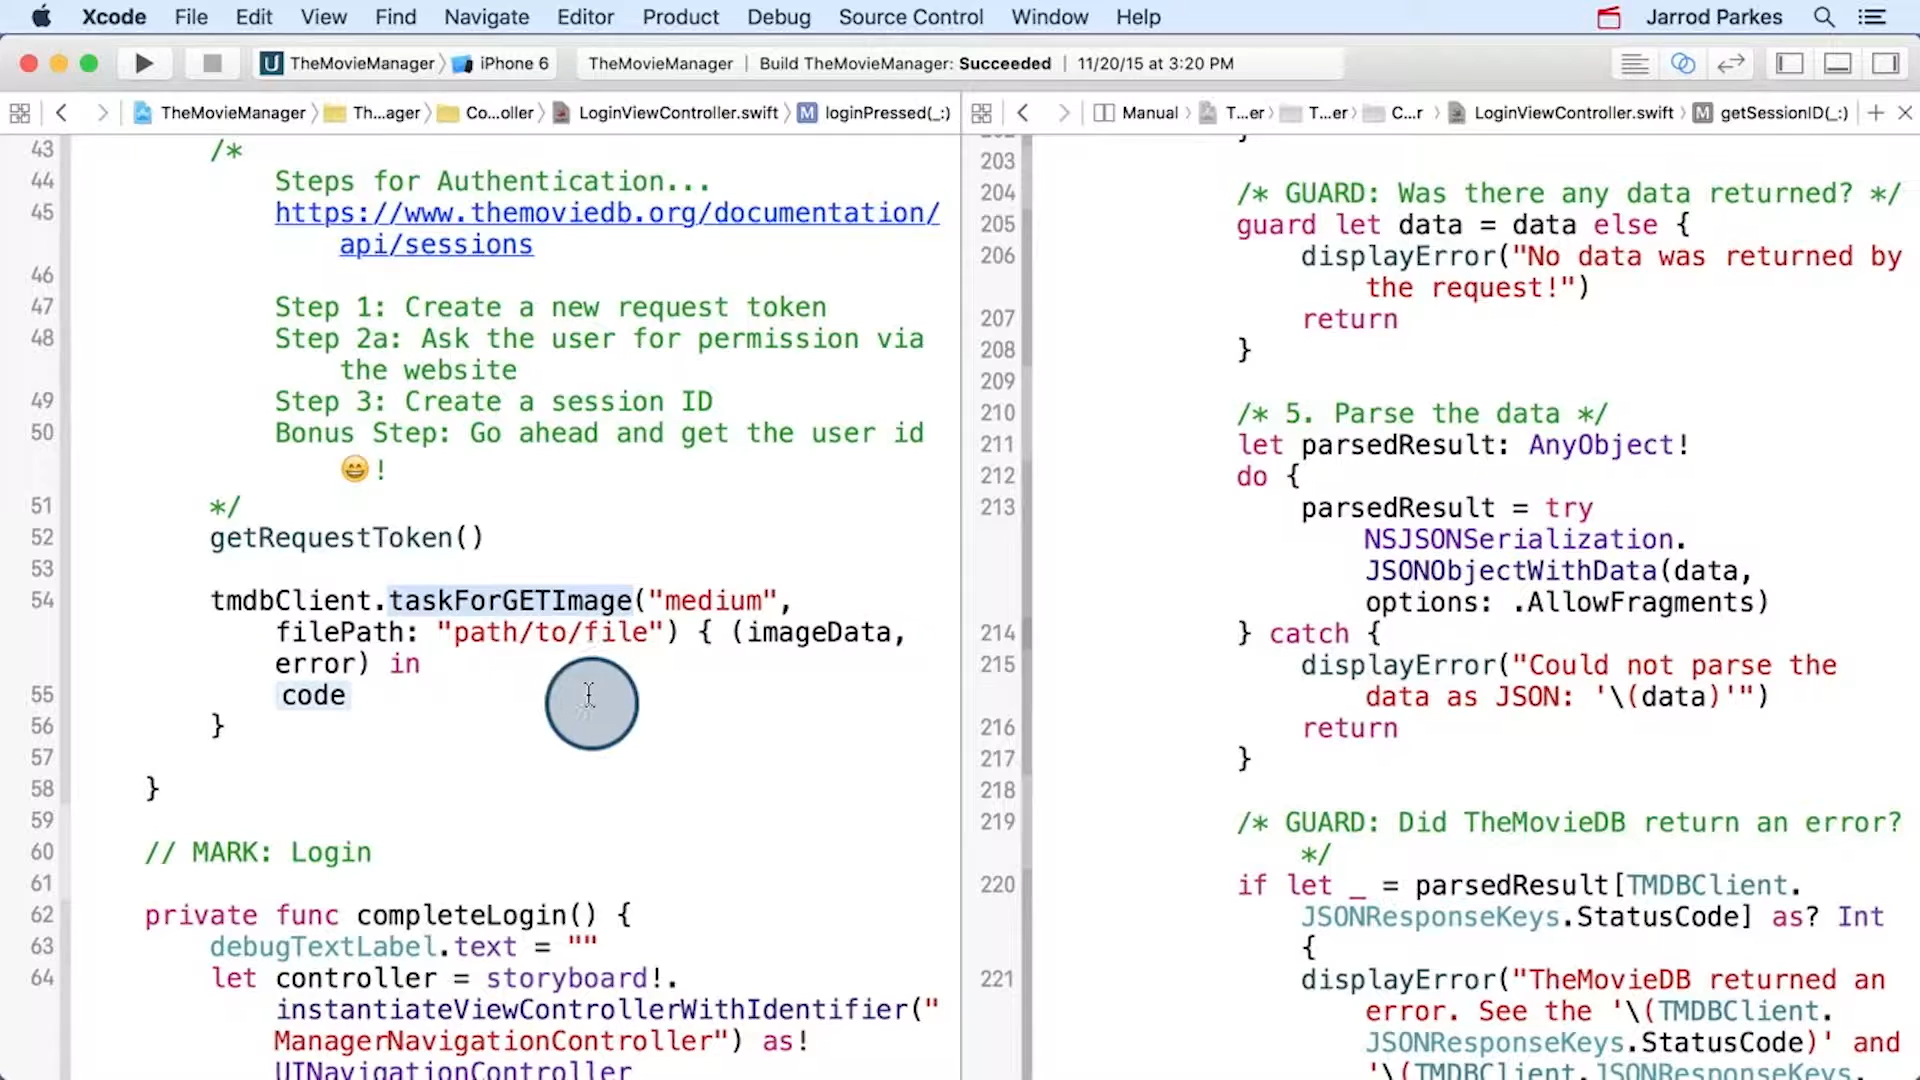 Xcode File Edit View Find Navigate Editor Product Debug Source Control Window Help Jarrod Parkes
TheMovieManager iPhone 6 TheMovieManager | Build TheMovieManager: Succeeded | 11/20/15 at 3:20 PM
TheMovieManager Th...ager Co...oller LoginViewController.swift M loginPressed(_:)
Manual T...er T...er C...r LoginViewController.swift M getSessionID(_:)
43 /*
44 Steps for Authentication...
45 https://www.themoviedb.org/documentation/
api/sessions
46
47 Step 1: Create a new request token
48 Step 2a: Ask the user for permission via
the website
49 Step 3: Create a session ID
50 Bonus Step: Go ahead and get the user id
😄!
51 */
52 getRequestToken()
53
54 tmdbClient.taskForGETImage("medium",
filePath: "path/to/file") { (imageData,
error) in
55 code
56 }
57
58 }
59
60 // MARK: Login
61
62 private func completeLogin() {
63 debugTextLabel.text = ""
64 let controller = storyboard!.
instantiateViewControllerWithIdentifier("
ManagerNavigationController") as!
UINavigationController
203
204 /* GUARD: Was there any data returned? */
205 guard let data = data else {
206 displayError("No data was returned by
the request!")
207 return
208 }
209
210 /* 5. Parse the data */
211 let parsedResult: AnyObject!
212 do {
213 parsedResult = try
NSJSONSerialization.
JSONObjectWithData(data,
options: .AllowFragments)
214 } catch {
215 displayError("Could not parse the
data as JSON: '\(data)'")
216 return
217 }
218
219 /* GUARD: Did TheMovieDB return an error?
*/
220 if let _ = parsedResult[TMDBClient.
JSONResponseKeys.StatusCode] as? Int
{
221 displayError("TheMovieDB returned an
error. See the '\(TMDBClient.
JSONResponseKeys.StatusCode)' and
'\(TMDBClient.JSONResponseKeys.